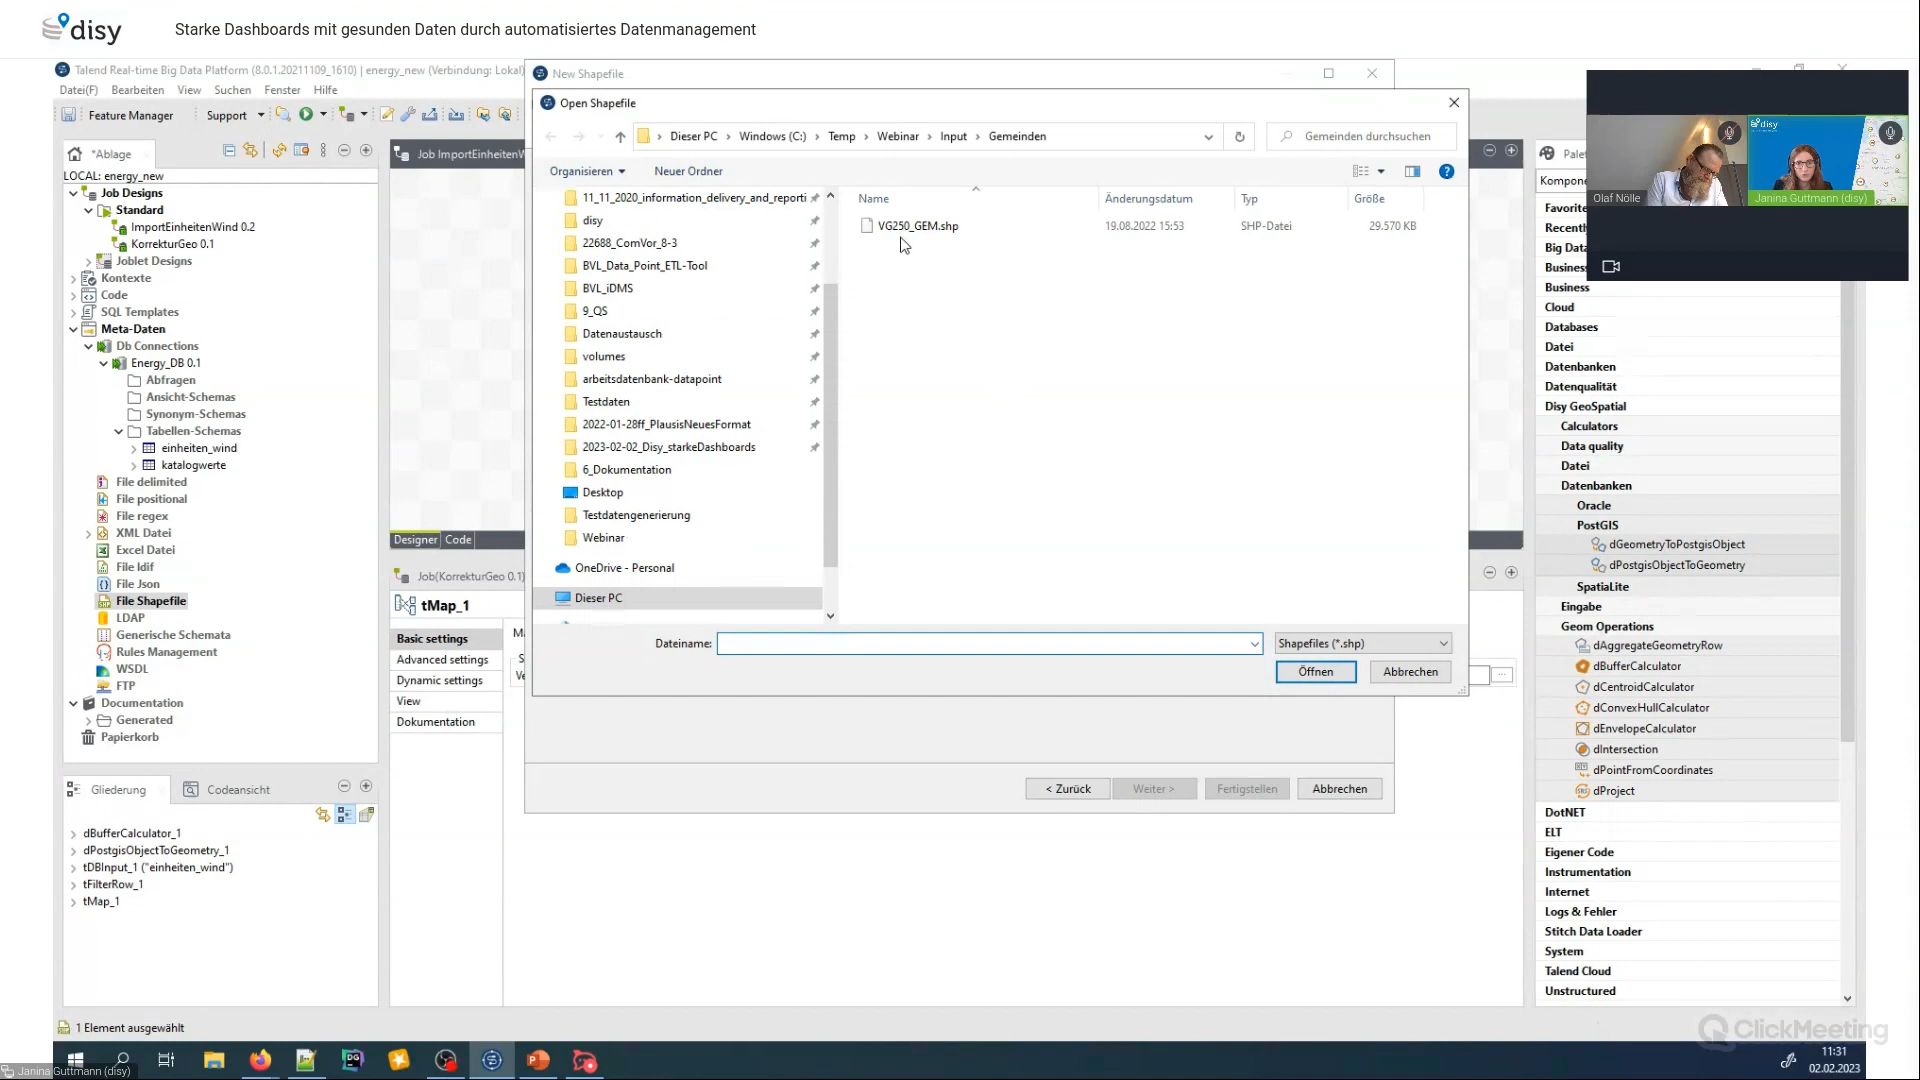 disy
Starke Dashboards mit gesunden Daten durch automatisiertes Datenmanagement
Talend Real-time Big Data Platform (8.0.1.20211109_1610) | energy_new (Verbindung: Lokal)
Datei(F) Bearbeiten View Suchen Fenster Hilfe
Feature Manager Support
*Ablage
LOCAL: energy_new
Job Designs
Standard
ImportEinheitenWind 0.2
KorrekturGeo 0.1
Joblet Designs
Kontexte
Code
SQL Templates
Meta-Daten
Db Connections
Energy_DB 0.1
Abfragen
Ansicht-Schemas
Synonym-Schemas
Tabellen-Schemas
einheiten_wind
katalogwerte
File delimited
File positional
File regex
XML Datei
Excel Datei
File ldif
File Json
File Shapefile
LDAP
Generische Schemata
Rules Management
WSDL
FTP
Documentation
Generated
Papierkorb
Gliederung
Codeansicht
dBufferCalculator_1
dPostgisObjectToGeometry_1
tDBInput_1 ("einheiten_wind")
tFilterRow_1
tMap_1
1 Element ausgewählt
Job ImportEinheitenW
Designer Code
Job(KorrekturGeo 0.1)
tMap_1
Basic settings
Advanced settings
Dynamic settings
View
Dokumentation
New Shapefile
Open Shapefile
Dieser PC Windows (C:) Temp Webinar Input Gemeinden
Gemeinden durchsuchen
Organisieren
Neuer Ordner
11_11_2020_information_delivery_and_reporti
disy
22688_ComVor_8-3
BVL_Data_Point_ETL-Tool
BVL_iDMS
9_QS
Datenaustausch
volumes
arbeitsdatenbank-datapoint
Testdaten
2022-01-28ff_PlausisNeuesFormat
2023-02-02_Disy_starkeDashboards
6_Dokumentation
Desktop
Testdatengenerierung
Webinar
OneDrive - Personal
Dieser PC
Name Änderungsdatum Typ Größe
VG250_GEM.shp 19.08.2022 15:53 SHP-Datei 29.570 KB
Dateiname:
Shapefiles (*.shp)
Öffnen
Abbrechen
< Zurück
Weiter >
Fertigstellen
Abbrechen
disy
Olaf Nölle
Janina Guttmann (disy)
Palet
Kompone
Favorite
Recently
Big Data
Business
Business
Cloud
Databases
Datei
Datenbanken
Datenqualität
Disy GeoSpatial
Calculators
Data quality
Datei
Datenbanken
Oracle
PostGIS
dGeometryToPostgisObject
dPostgisObjectToGeometry
SpatiaLite
Eingabe
Geom Operations
dAggregateGeometryRow
dBufferCalculator
dCentroidCalculator
dConvexHullCalculator
dEnvelopeCalculator
dIntersection
dPointFromCoordinates
dProject
DotNET
ELT
Eigener Code
Instrumentation
Internet
Logs & Fehler
Stitch Data Loader
System
Talend Cloud
Unstructured
ClickMeeting
Janina Guttmann (disy)
11:31
02.02.2023